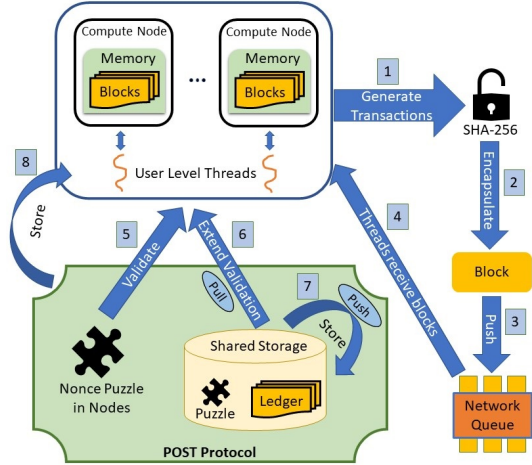 Compute Node
Compute Node
Memory
Memory
Blocks
...
Blocks
User Level Threads
1
Generate
Transactions
SHA-256
2
Encapsulate
Block
3
Push
Network
Queue
4
Threads receive blocks
8
Store
5
Validate
6
Extend Validation
Pull
7
Push
Store
Nonce Puzzle
in Nodes
Shared Storage
Puzzle
Ledger
POST Protocol